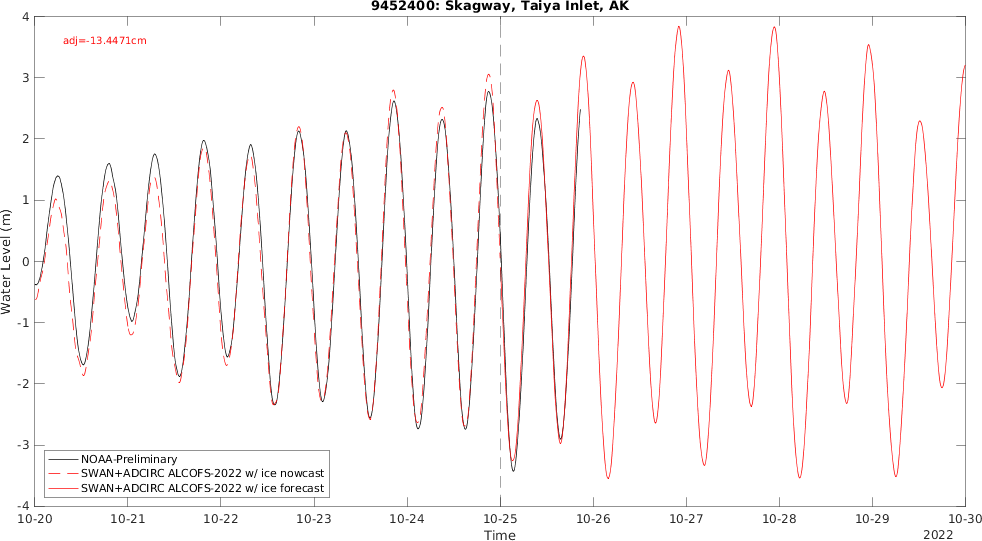 9452400: Skagway, Taiya Inlet, AK
adj=-13.4471cm
4
3
2
1
0
-1
-2
-3
-4
Water Level (m)
NOAA-Preliminary
SWAN+ADCIRC ALCOFS-2022 w/ ice nowcast
SWAN+ADCIRC ALCOFS-2022 w/ ice forecast
10-20 10-21 10-22 10-23 10-24 10-25 10-26 10-27 10-28 10-29 10-30
Time
2022